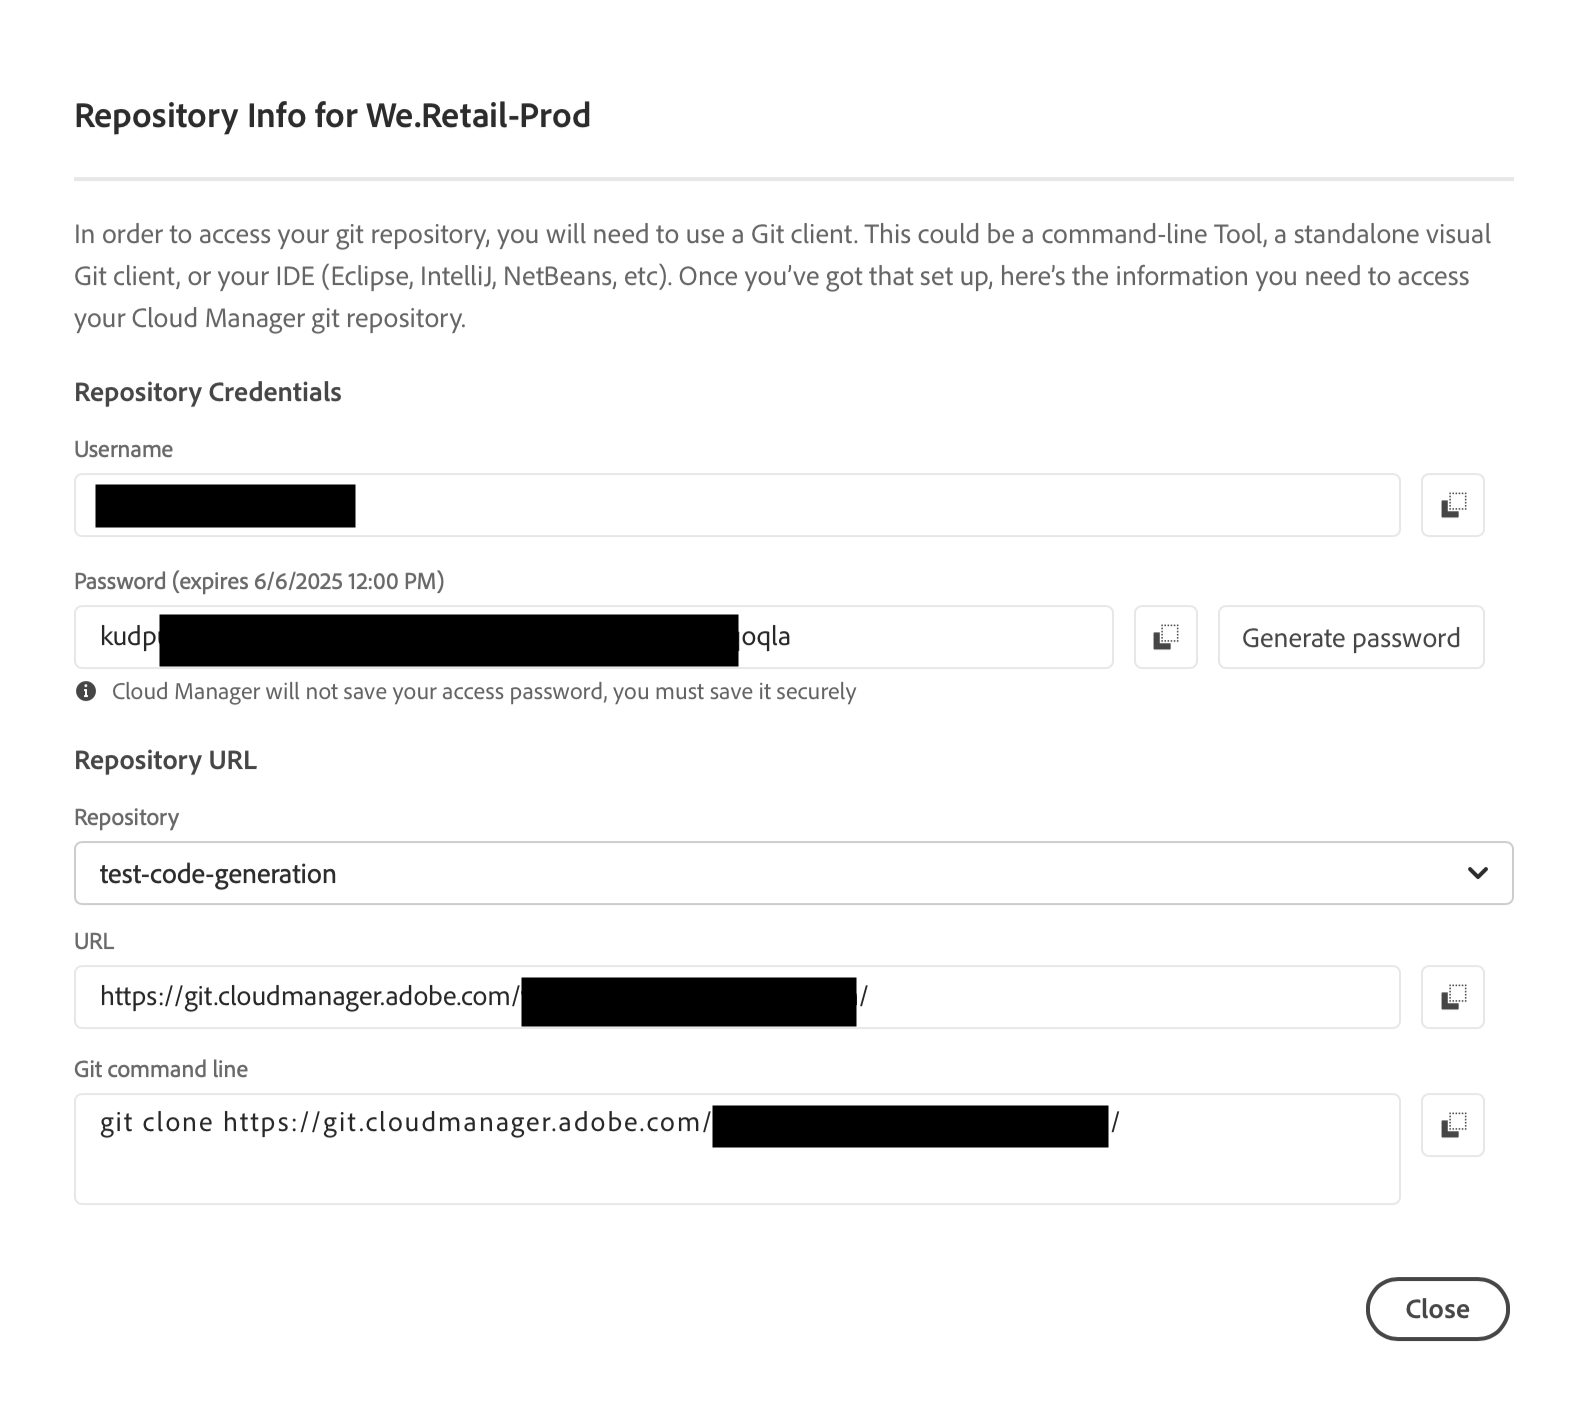 Repository Info for We.Retail-Prod
In order to access your git repository, you will need to use a Git client. This could be a command-line Tool, a standalone visual
Git client, or your IDE (Eclipse, IntelliJ, NetBeans, etc). Once you’ve got that set up, here’s the information you need to access
your Cloud Manager git repository.
Repository Credentials
Username
Password (expires 6/6/2025 12:00 PM)
kudp oqla
Generate password
Cloud Manager will not save your access password, you must save it securely
Repository URL
Repository
test-code-generation
URL
https://git.cloudmanager.adobe.com/ /
Git command line
git clone https://git.cloudmanager.adobe.com/ /
Close